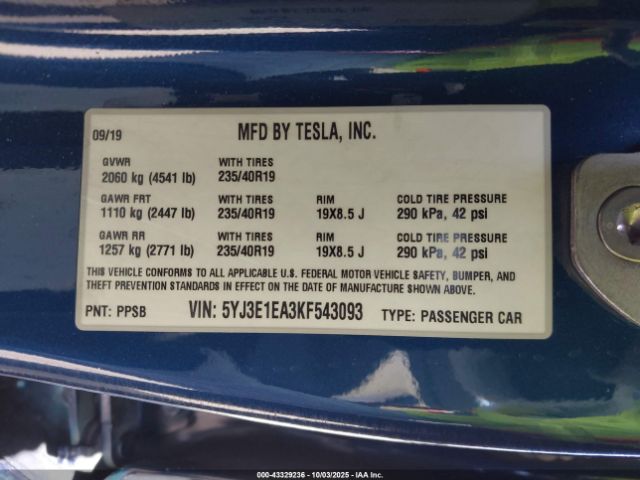 09/19 MFD BY TESLA, INC.
GVWR WITH TIRES
2060 kg (4541 lb) 235/40R19
GAWR FRT WITH TIRES RIM COLD TIRE PRESSURE
1110 kg (2447 lb) 235/40R19 19X8.5 J 290 kPa, 42 psi
GAWR RR WITH TIRES RIM COLD TIRE PRESSURE
1257 kg (2771 lb) 235/40R19 19X8.5 J 290 kPa, 42 psi
THIS VEHICLE CONFORMS TO ALL APPLICABLE U.S. FEDERAL MOTOR VEHICLE SAFETY, BUMPER, AND
THEFT PREVENTION STANDARDS IN EFFECT ON THE DATE OF MANUFACTURE SHOWN ABOVE.
PNT: PPSB VIN: 5YJ3E1EA3KF543093 TYPE: PASSENGER CAR
000-43329236 - 10/03/2025 - IAAI.COM